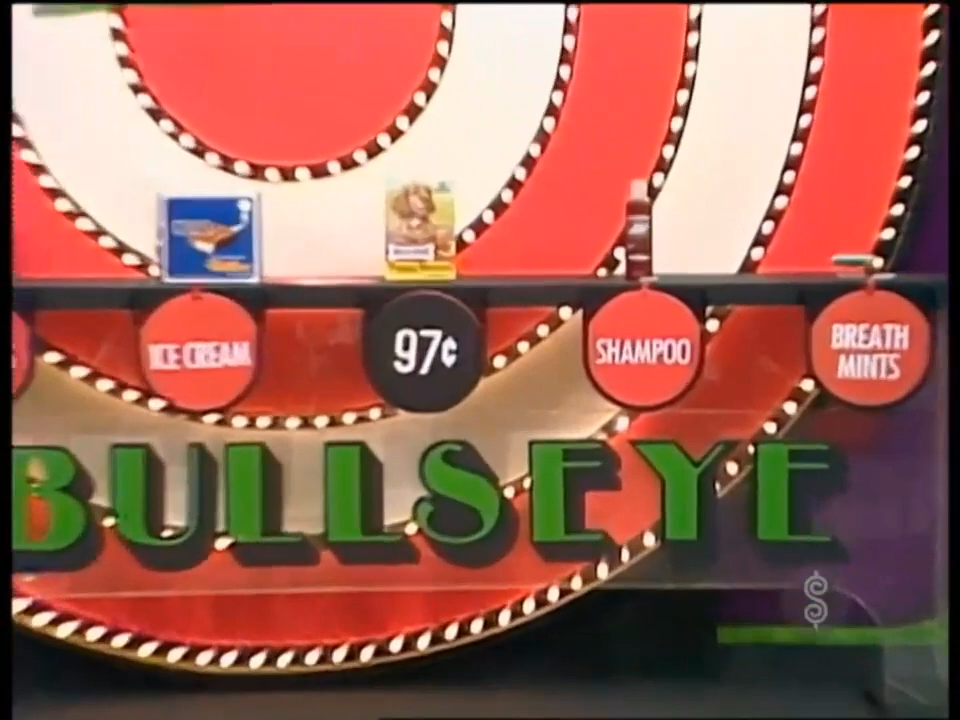 ICE CREAM
97¢
SHAMPOO
BREATH
MINTS
BULLSEYE
$